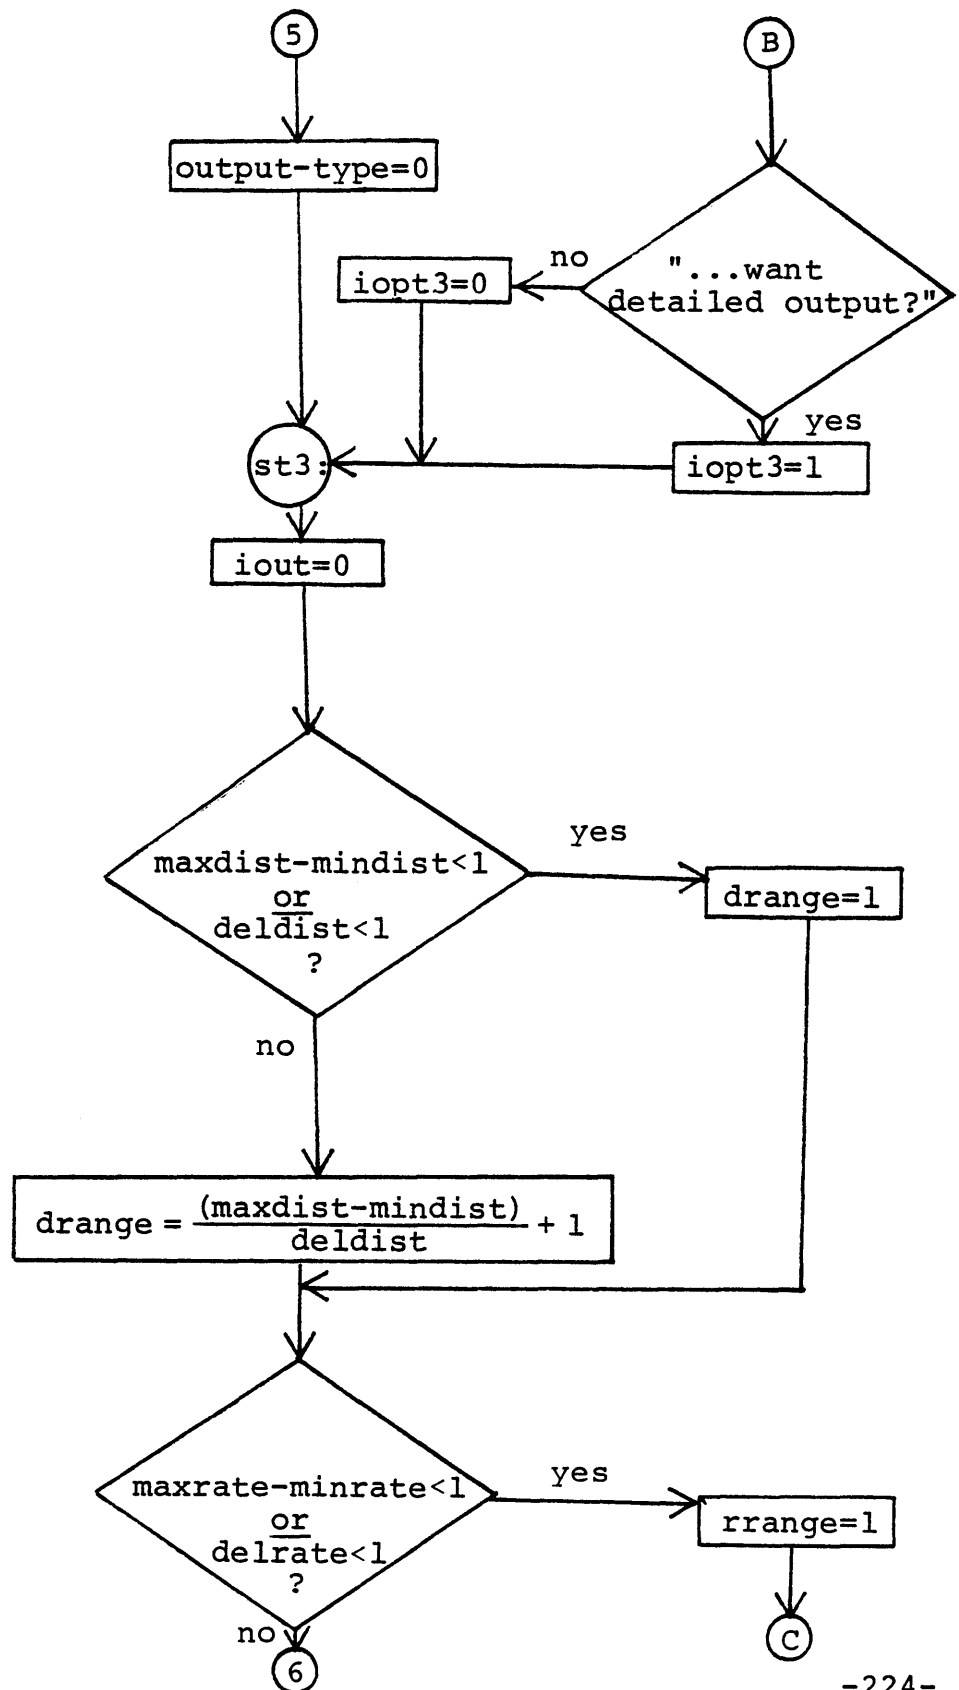 5
B
output-type=0
no
iopt3=0
"...want
detailed output?"
yes
st3:
iopt3=1
iout=0
yes
maxdist-mindist<1
or
deldist<1
?
drange=1
no
drange = (maxdist-mindist) + 1
deldist
yes
maxrate-minrate<1
or
delrate<1
?
rrange=1
no
6
C
-224-